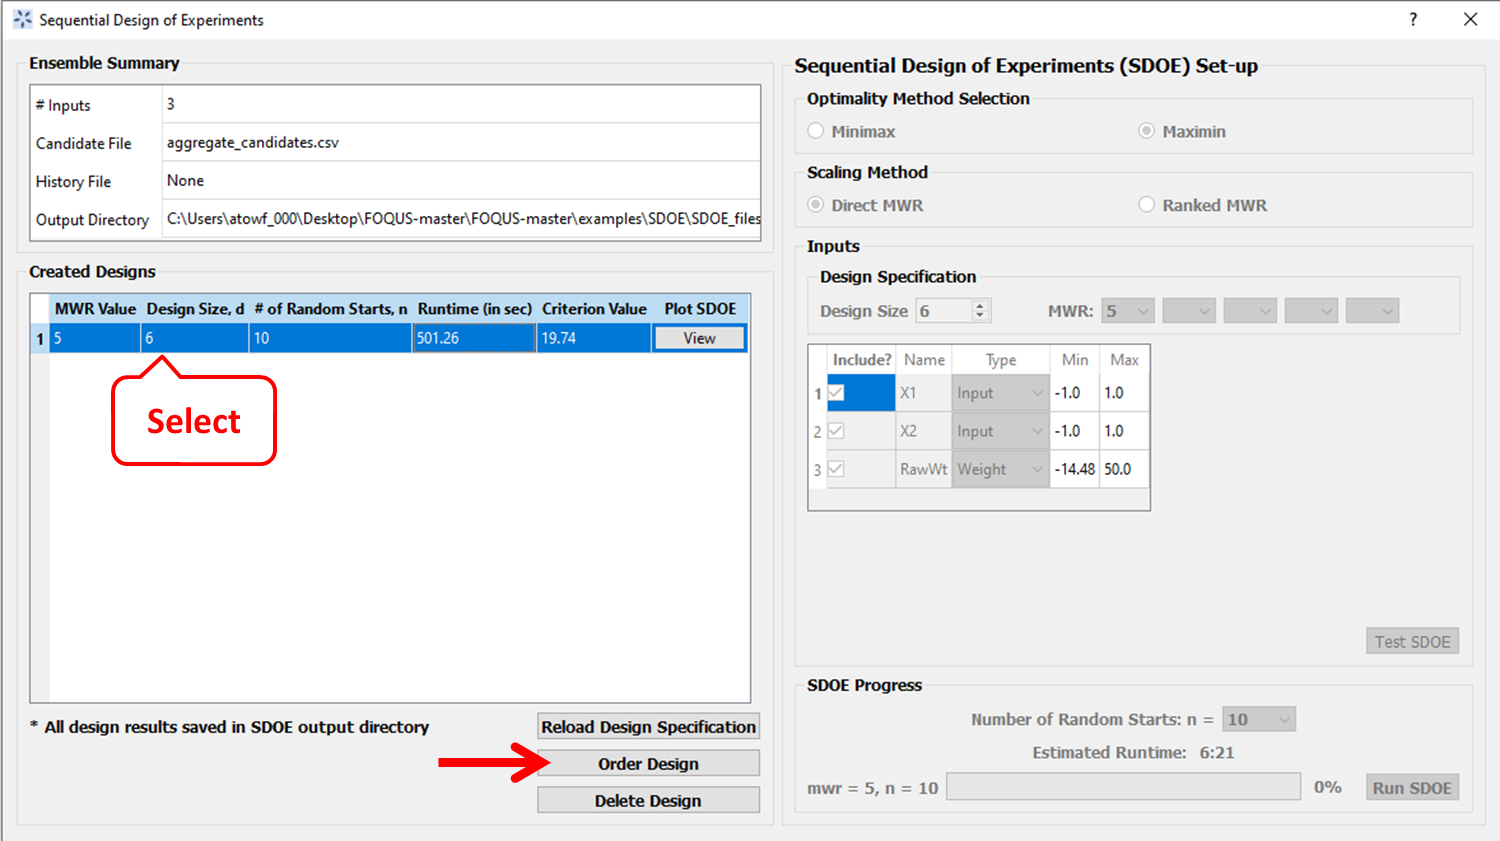 Sequential Design of Experiments
?
Ensemble Summary
# Inputs 3
Candidate File aggregate_candidates.csv
History File None
Output Directory C:\Users\atowf_000\Desktop\FOQUS-master\FOQUS-master\examples\SDOE\SDOE_files
Created Designs
MWR Value Design Size, d # of Random Starts, n Runtime (in sec) Criterion Value Plot SDOE
1 5 6 10 501.26 19.74 View
Select
* All design results saved in SDOE output directory
Reload Design Specification
Order Design
Delete Design
Sequential Design of Experiments (SDOE) Set-up
Optimality Method Selection
Minimax Maximin
Scaling Method
Direct MWR Ranked MWR
Inputs
Design Specification
Design Size 6 MWR: 5
Include? Name Type Min Max
1 X1 Input -1.0 1.0
2 X2 Input -1.0 1.0
3 RawWt Weight -14.48 50.0
Test SDOE
SDOE Progress
Number of Random Starts: n = 10
Estimated Runtime: 6:21
mwr = 5, n = 10 0% Run SDOE